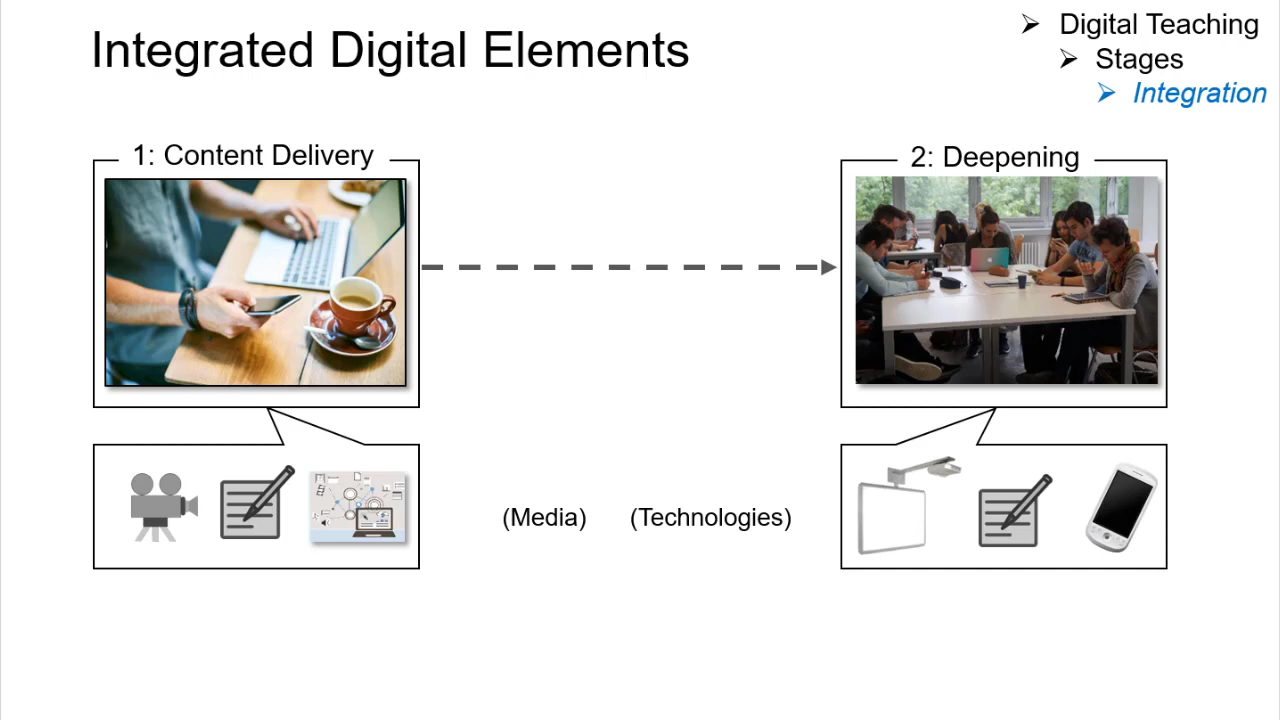 Integrated Digital Elements
Digital Teaching
Stages
Integration
1: Content Delivery
2: Deepening
(Media)
(Technologies)